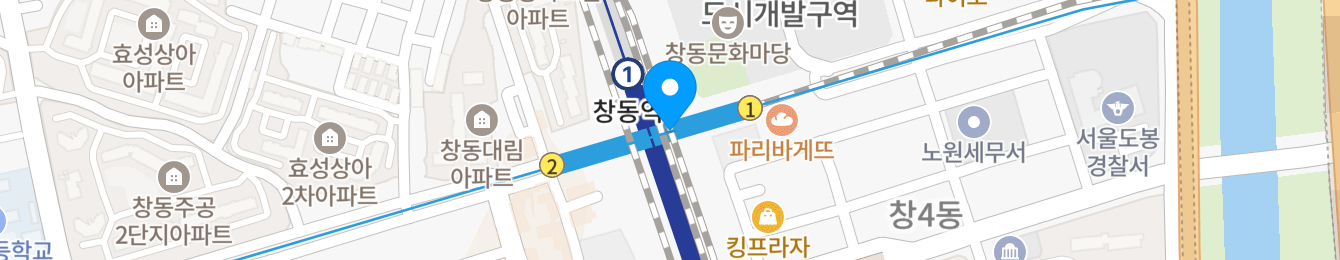 아파트
도시개발구역
효성상아
아파트
창동문화마당
1
창동역
1
파리바게뜨
창동대림
아파트
2
노원세무서
서울도봉
경찰서
효성상아
2차아파트
창동주공
2단지아파트
창4동
킹프라자
등학교